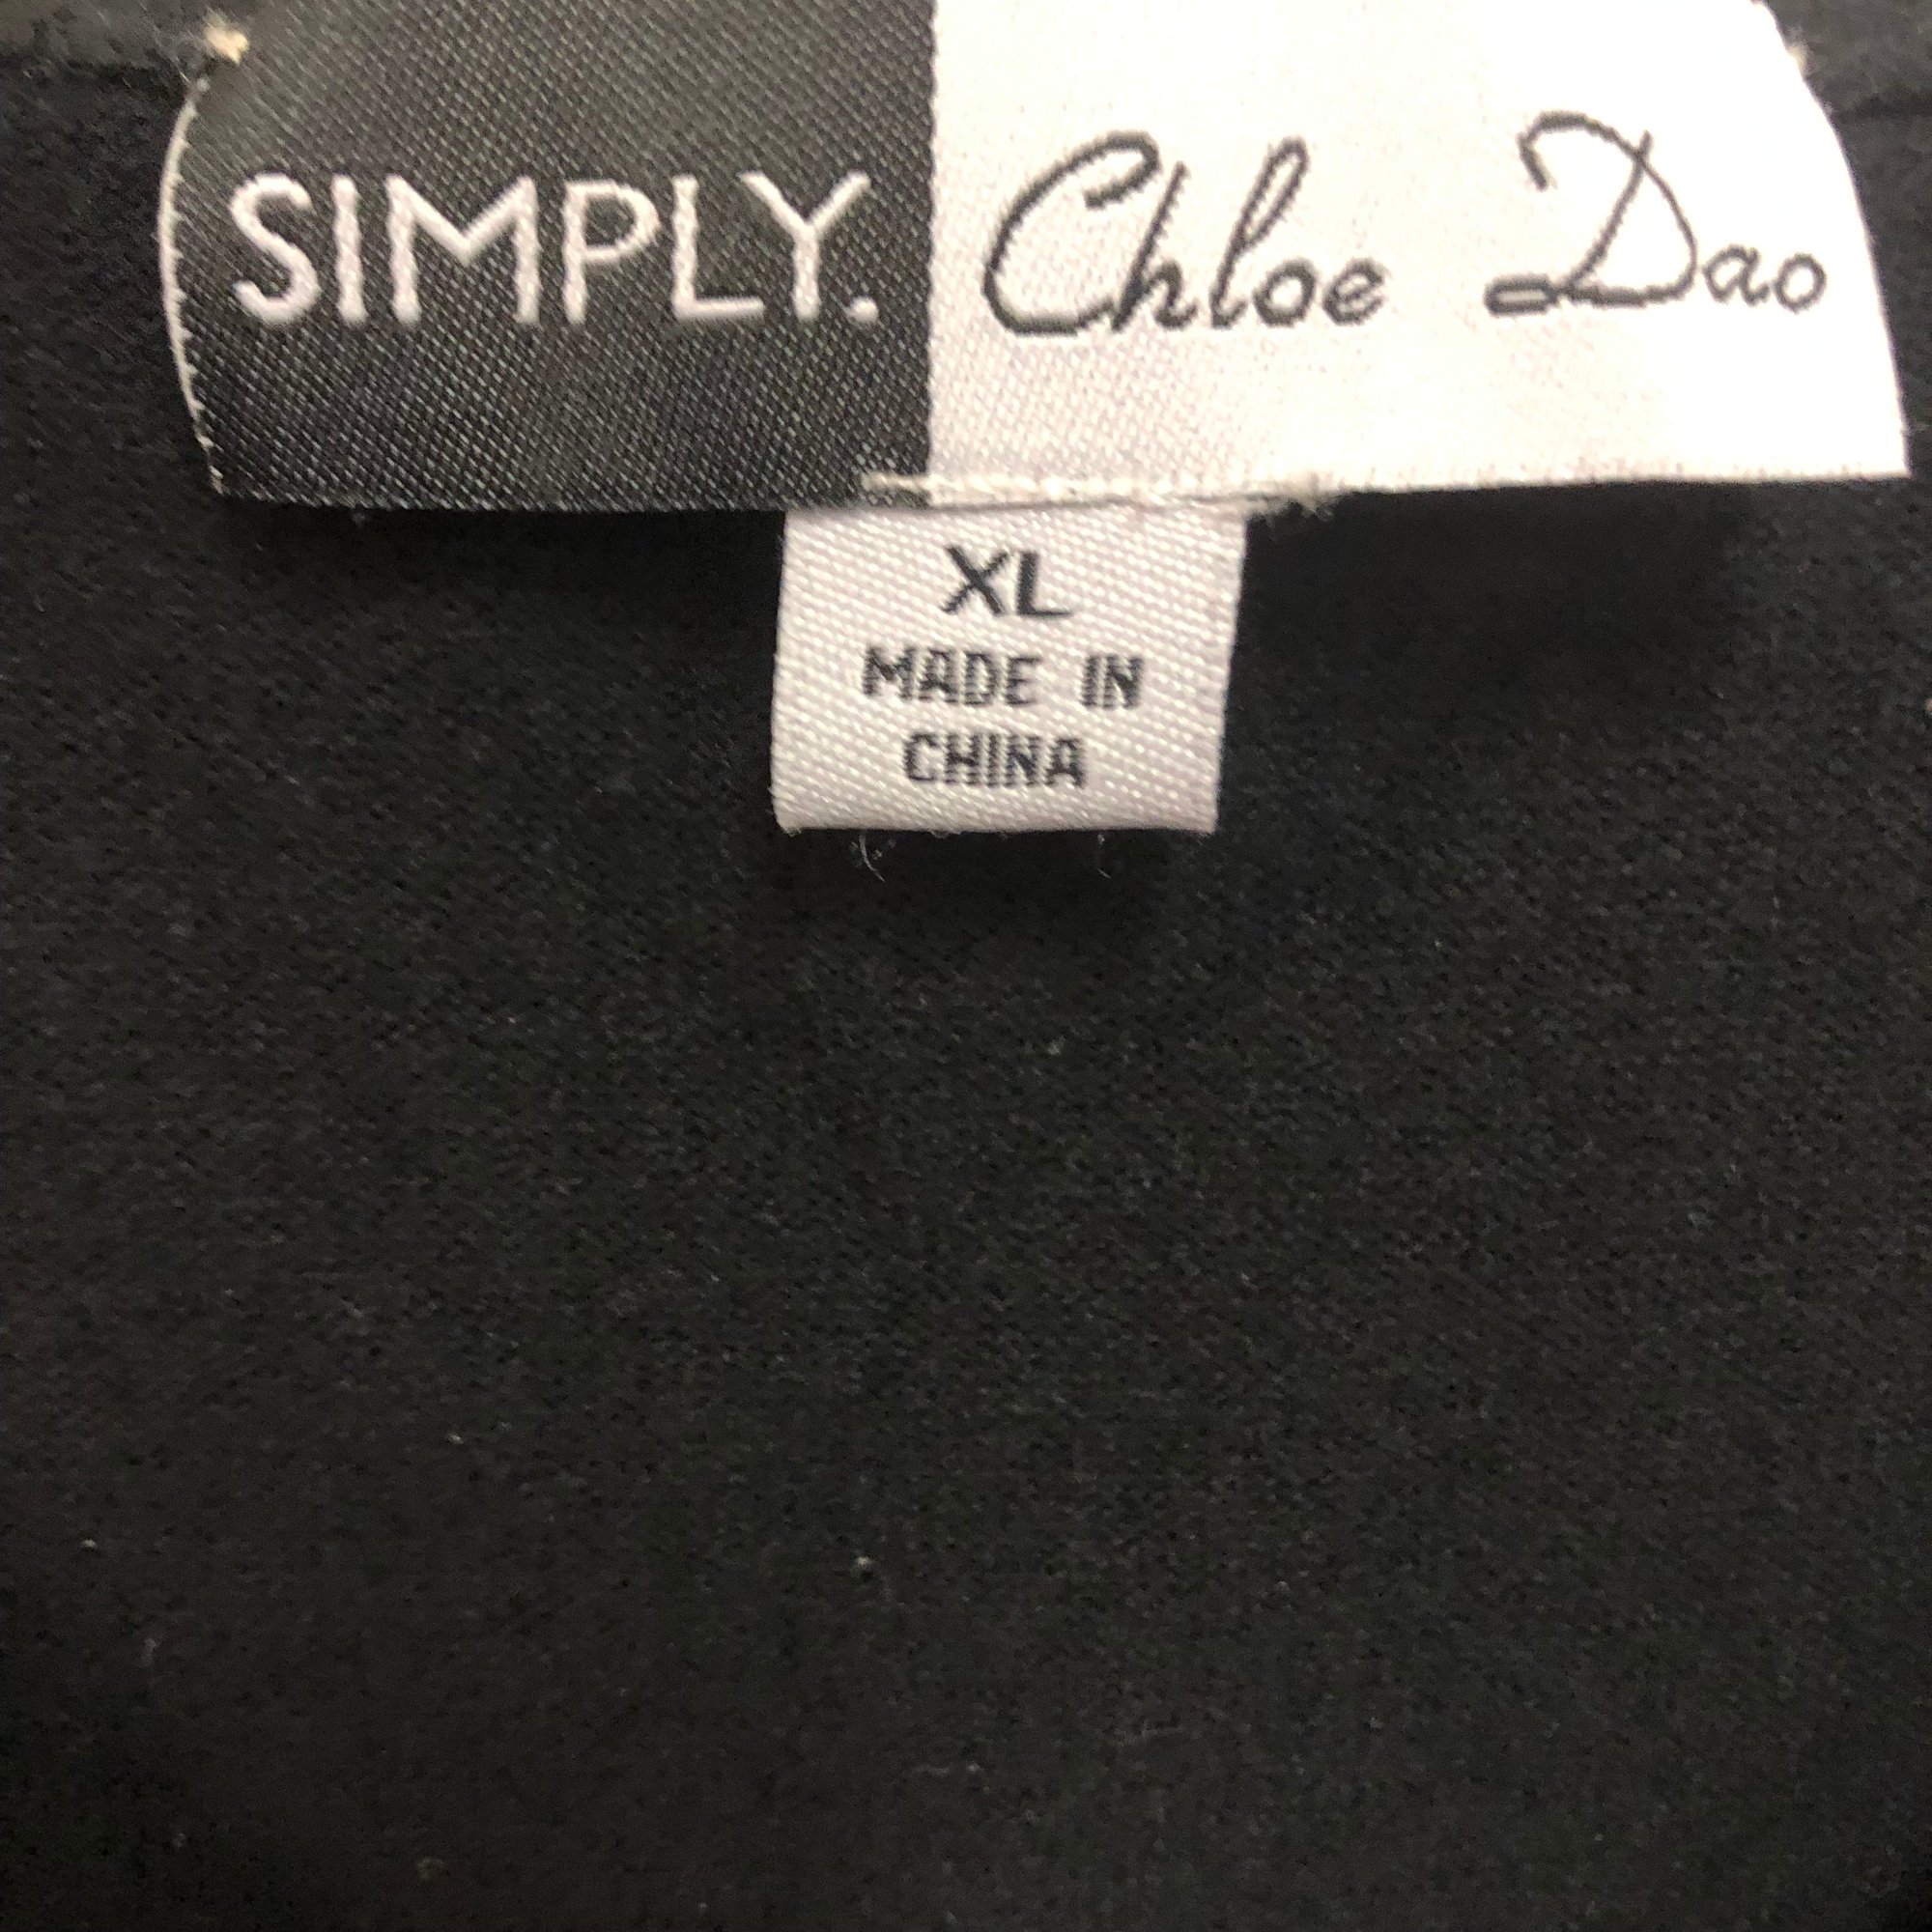 SIMPLY. Chloe Dao
XL
MADE IN
CHINA